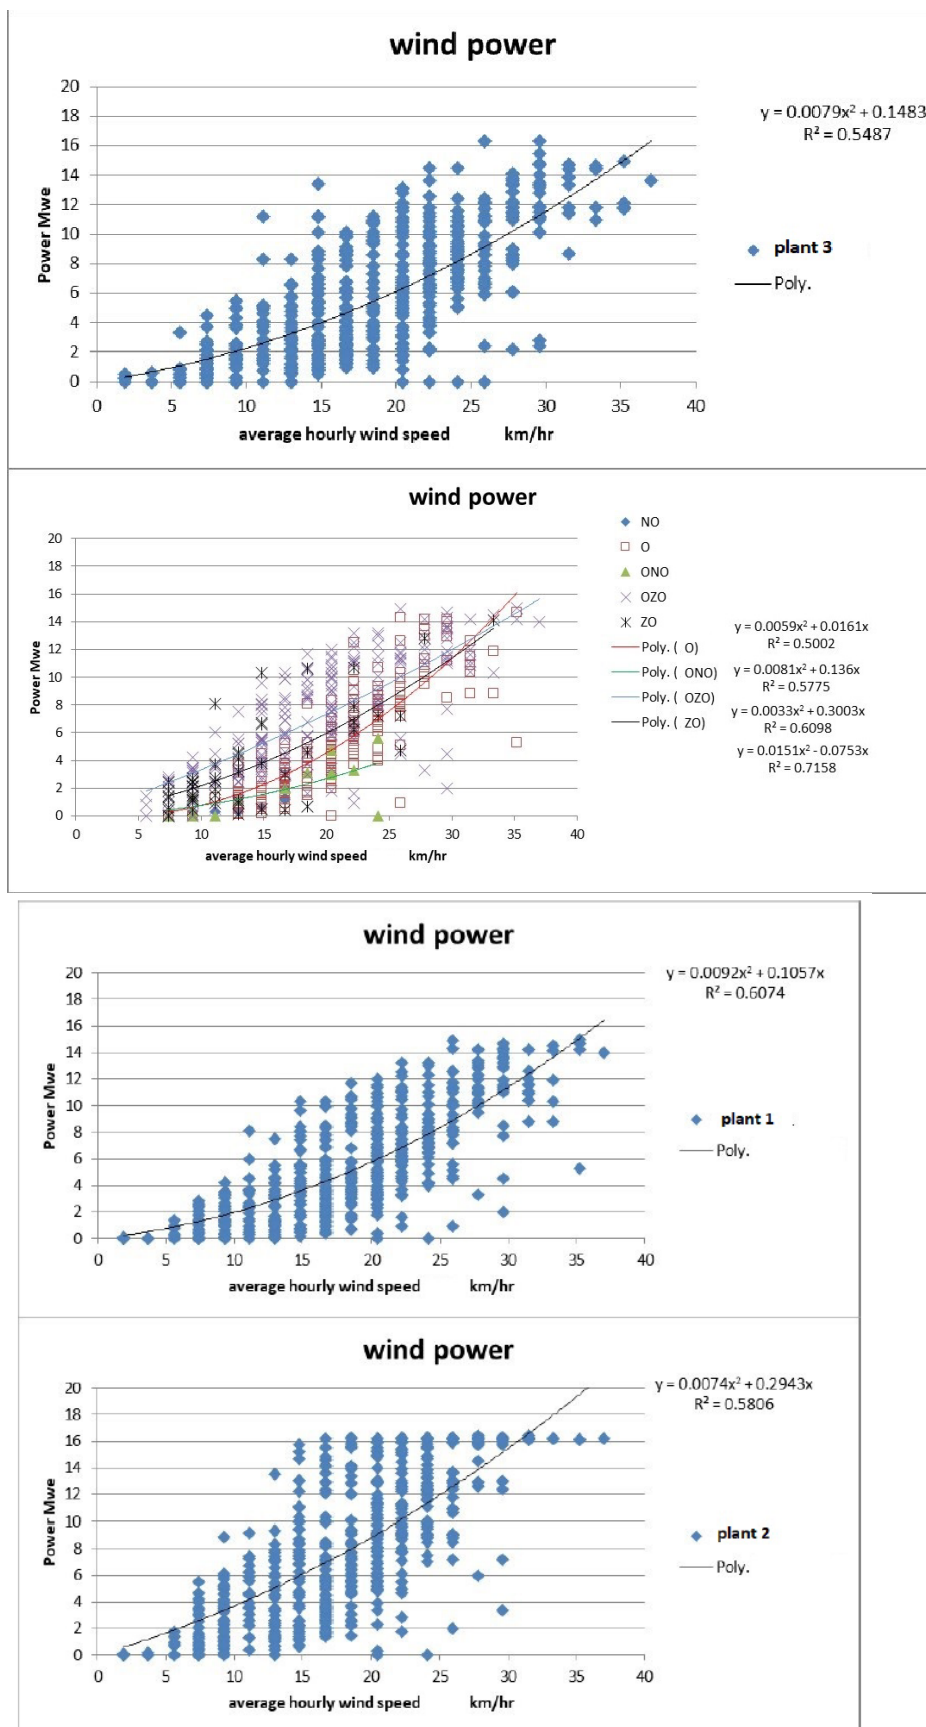 wind power
20
18
16
14
12
10
8
6
4
2
0
Power Mwe
0 5 10 15 20 25 30 35 40
average hourly wind speed km/hr
y = 0.0079x² + 0.1483
R² = 0.5487
plant 3
Poly.
wind power
20
18
16
14
12
10
8
6
4
2
0
Power Mwe
0 5 10 15 20 25 30 35 40
average hourly wind speed km/hr
NO
O
ONO
OZO
ZO
Poly. ( O)
Poly. ( ONO)
Poly. ( OZO)
Poly. ( ZO)
y = 0.0059x² + 0.0161x
R² = 0.5002
y = 0.0081x² + 0.136x
R² = 0.5775
y = 0.0033x² + 0.3003x
R² = 0.6098
y = 0.0151x² - 0.0753x
R² = 0.7158
wind power
20
18
16
14
12
10
8
6
4
2
0
Power Mwe
0 5 10 15 20 25 30 35 40
average hourly wind speed km/hr
y = 0.0092x² + 0.1057x
R² = 0.6074
plant 1
Poly.
wind power
20
18
16
14
12
10
8
6
4
2
0
Power Mwe
0 5 10 15 20 25 30 35 40
average hourly wind speed km/hr
y = 0.0074x² + 0.2943x
R² = 0.5806
plant 2
Poly.